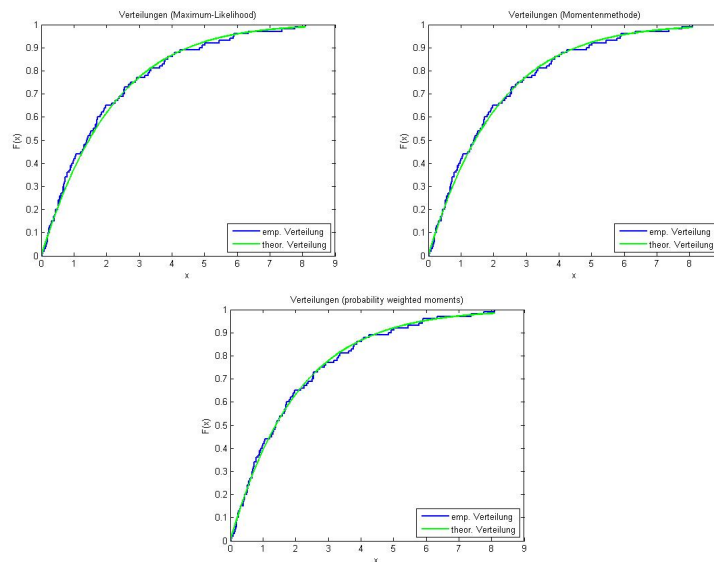 Verteilungen (Maximum-Likelihood)
1
0.9
0.8
0.7
0.6
0.5
0.4
0.3
0.2
0.1
0
F(x)
0 1 2 3 4 5 6 7 8 9
x
emp. Verteilung
theor. Verteilung
Verteilungen (Momentenmethode)
1
0.9
0.8
0.7
0.6
0.5
0.4
0.3
0.2
0.1
0
F(x)
0 1 2 3 4 5 6 7 8
x
emp. Verteilung
theor. Verteilung
Verteilungen (probability weighted moments)
1
0.9
0.8
0.7
0.6
0.5
0.4
0.3
0.2
0.1
0
F(x)
0 1 2 3 4 5 6 7 8 9
x
emp. Verteilung
theor. Verteilung